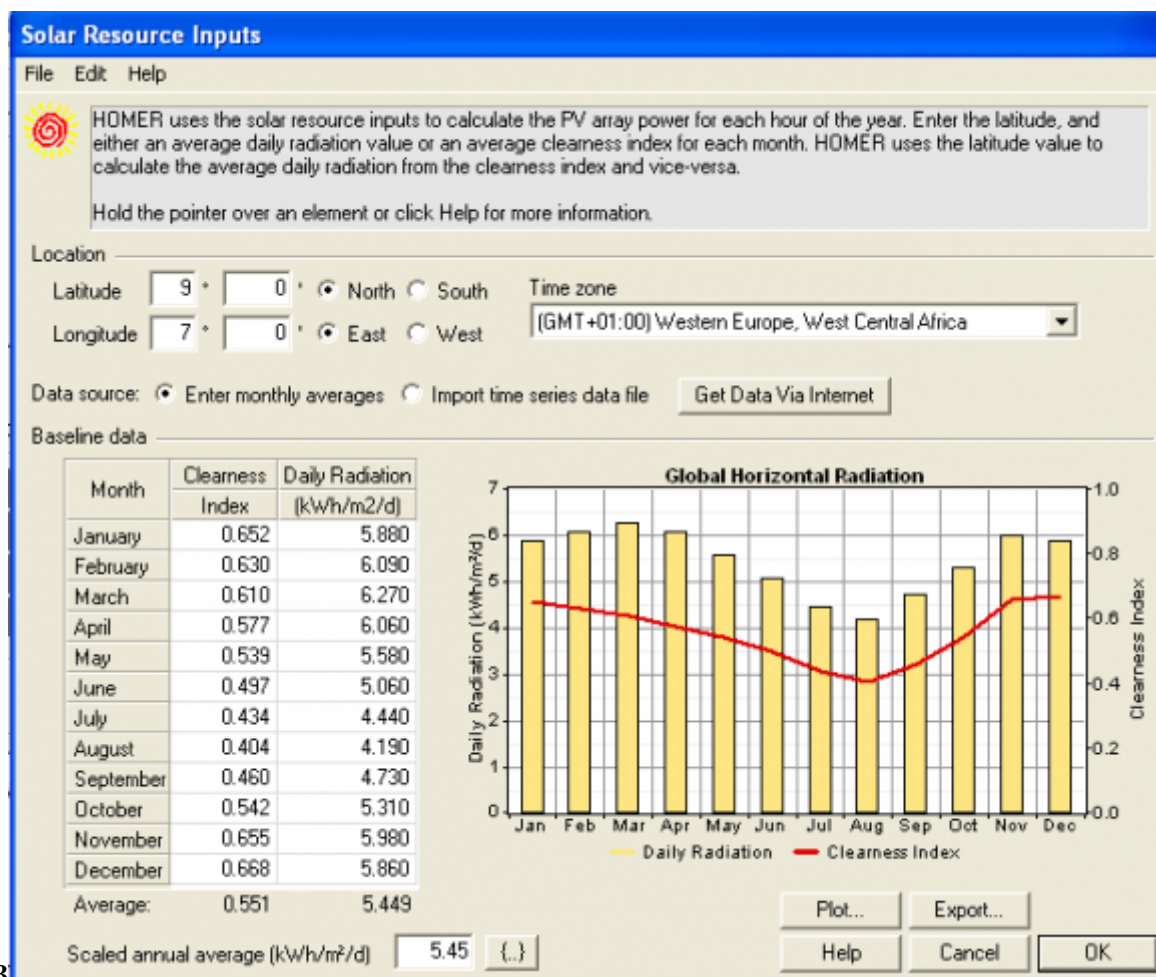 Solar Resource Inputs
File Edit Help
HOMER uses the solar resource inputs to calculate the PV array power for each hour of the year. Enter the latitude, and
either an average daily radiation value or an average clearness index for each month. HOMER uses the latitude value to
calculate the average daily radiation from the clearness index and vice-versa.
Hold the pointer over an element or click Help for more information.
Location
Latitude 9 ° 0 ' North South Time zone
Longitude 7 ° 0 ' East West (GMT+01:00) Western Europe, West Central Africa
Data source: Enter monthly averages Import time series data file Get Data Via Internet
Baseline data
Month Clearness Daily Radiation
Index (kWh/m2/d)
January 0.652 5.880
February 0.630 6.090
March 0.610 6.270
April 0.577 6.060
May 0.539 5.580
June 0.497 5.060
July 0.434 4.440
August 0.404 4.190
September 0.460 4.730
October 0.542 5.310
November 0.655 5.980
December 0.668 5.860
Average: 0.551 5.449
Scaled annual average (kWh/m²/d) 5.45 {..}
Global Horizontal Radiation
Daily Radiation (kWh/m²/d)
7
6
5
4
3
2
1
0
1.0
0.8
0.6
0.4
0.2
0.0
Clearness Index
Jan Feb Mar Apr May Jun Jul Aug Sep Oct Nov Dec
Daily Radiation Clearness Index
Plot... Export...
Help Cancel OK